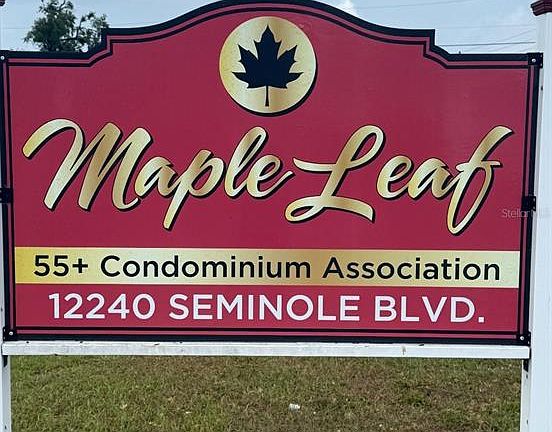 Maple Leaf
55+ Condominium Association
12240 SEMINOLE BLVD.